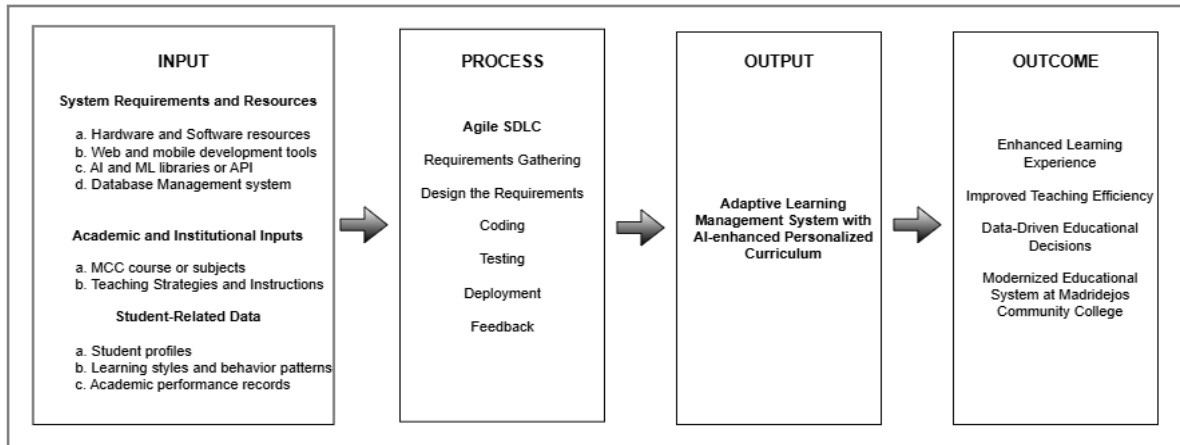 INPUT
System Requirements and Resources
a. Hardware and Software resources
b. Web and mobile development tools
c. AI and ML libraries or API
d. Database Management system
Academic and Institutional Inputs
a. MCC course or subjects
b. Teaching Strategies and Instructions
Student-Related Data
a. Student profiles
b. Learning styles and behavior patterns
c. Academic performance records
PROCESS
Agile SDLC
Requirements Gathering
Design the Requirements
Coding
Testing
Deployment
Feedback
OUTPUT
Adaptive Learning
Management System with
AI-enhanced Personalized
Curriculum
OUTCOME
Enhanced Learning
Experience
Improved Teaching Efficiency
Data-Driven Educational
Decisions
Modernized Educational
System at Madridejos
Community College